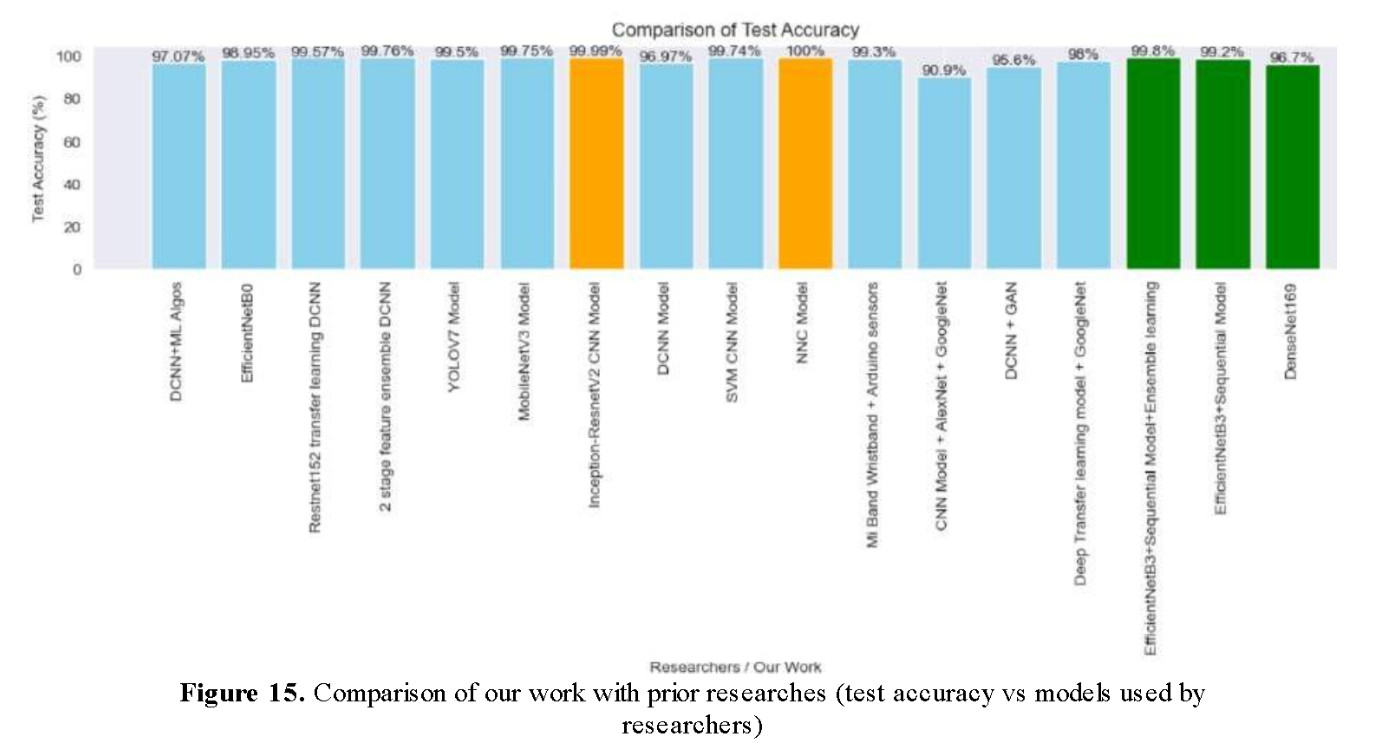 Comparison of Test Accuracy
97.07% 98.95% 99.57% 99.76% 99.5% 99.75% 99.99% 96.97% 99.74% 100% 99.3% 90.9% 95.6% 98% 99.8% 99.2% 96.7%
100
80
60
40
20
0
Test Accuracy (%)
DCNN+ML Algos
EfficientNetB0
Restnet152 transfer learning DCNN
2 stage feature ensemble DCNN
YOLOV7 Model
MobileNetV3 Model
Inception-ResnetV2 CNN Model
DCNN Model
SVM CNN Model
NNC Model
Mi Band Wristband + Arduino sensors
CNN Model + AlexNet + GoogleNet
DCNN + GAN
Deep Transfer learning model + GoogleNet
EfficientNetB3+Sequential Model+Ensemble learning
EfficientNetB3+Sequential Model
DenseNet169
Researchers / Our Work
Figure 15. Comparison of our work with prior researches (test accuracy vs models used by
researchers)